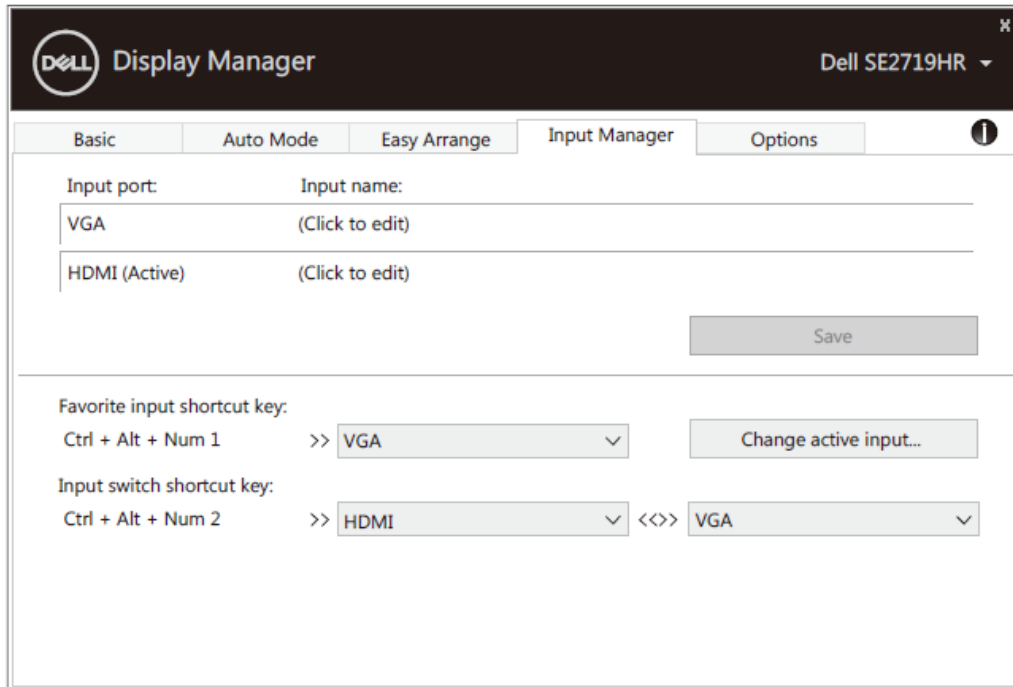 x
DELL Display Manager Dell SE2719HR
Basic Auto Mode Easy Arrange Input Manager Options i
Input port: Input name:
VGA (Click to edit)
HDMI (Active) (Click to edit)
Save
Favorite input shortcut key:
Ctrl + Alt + Num 1 >> VGA Change active input...
Input switch shortcut key:
Ctrl + Alt + Num 2 >> HDMI <<>> VGA